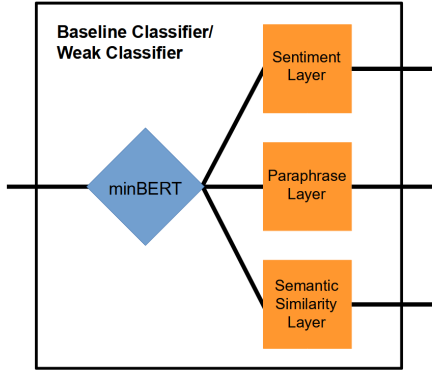 Baseline Classifier/
Weak Classifier
minBERT
Sentiment
Layer
Paraphrase
Layer
Semantic
Similarity
Layer